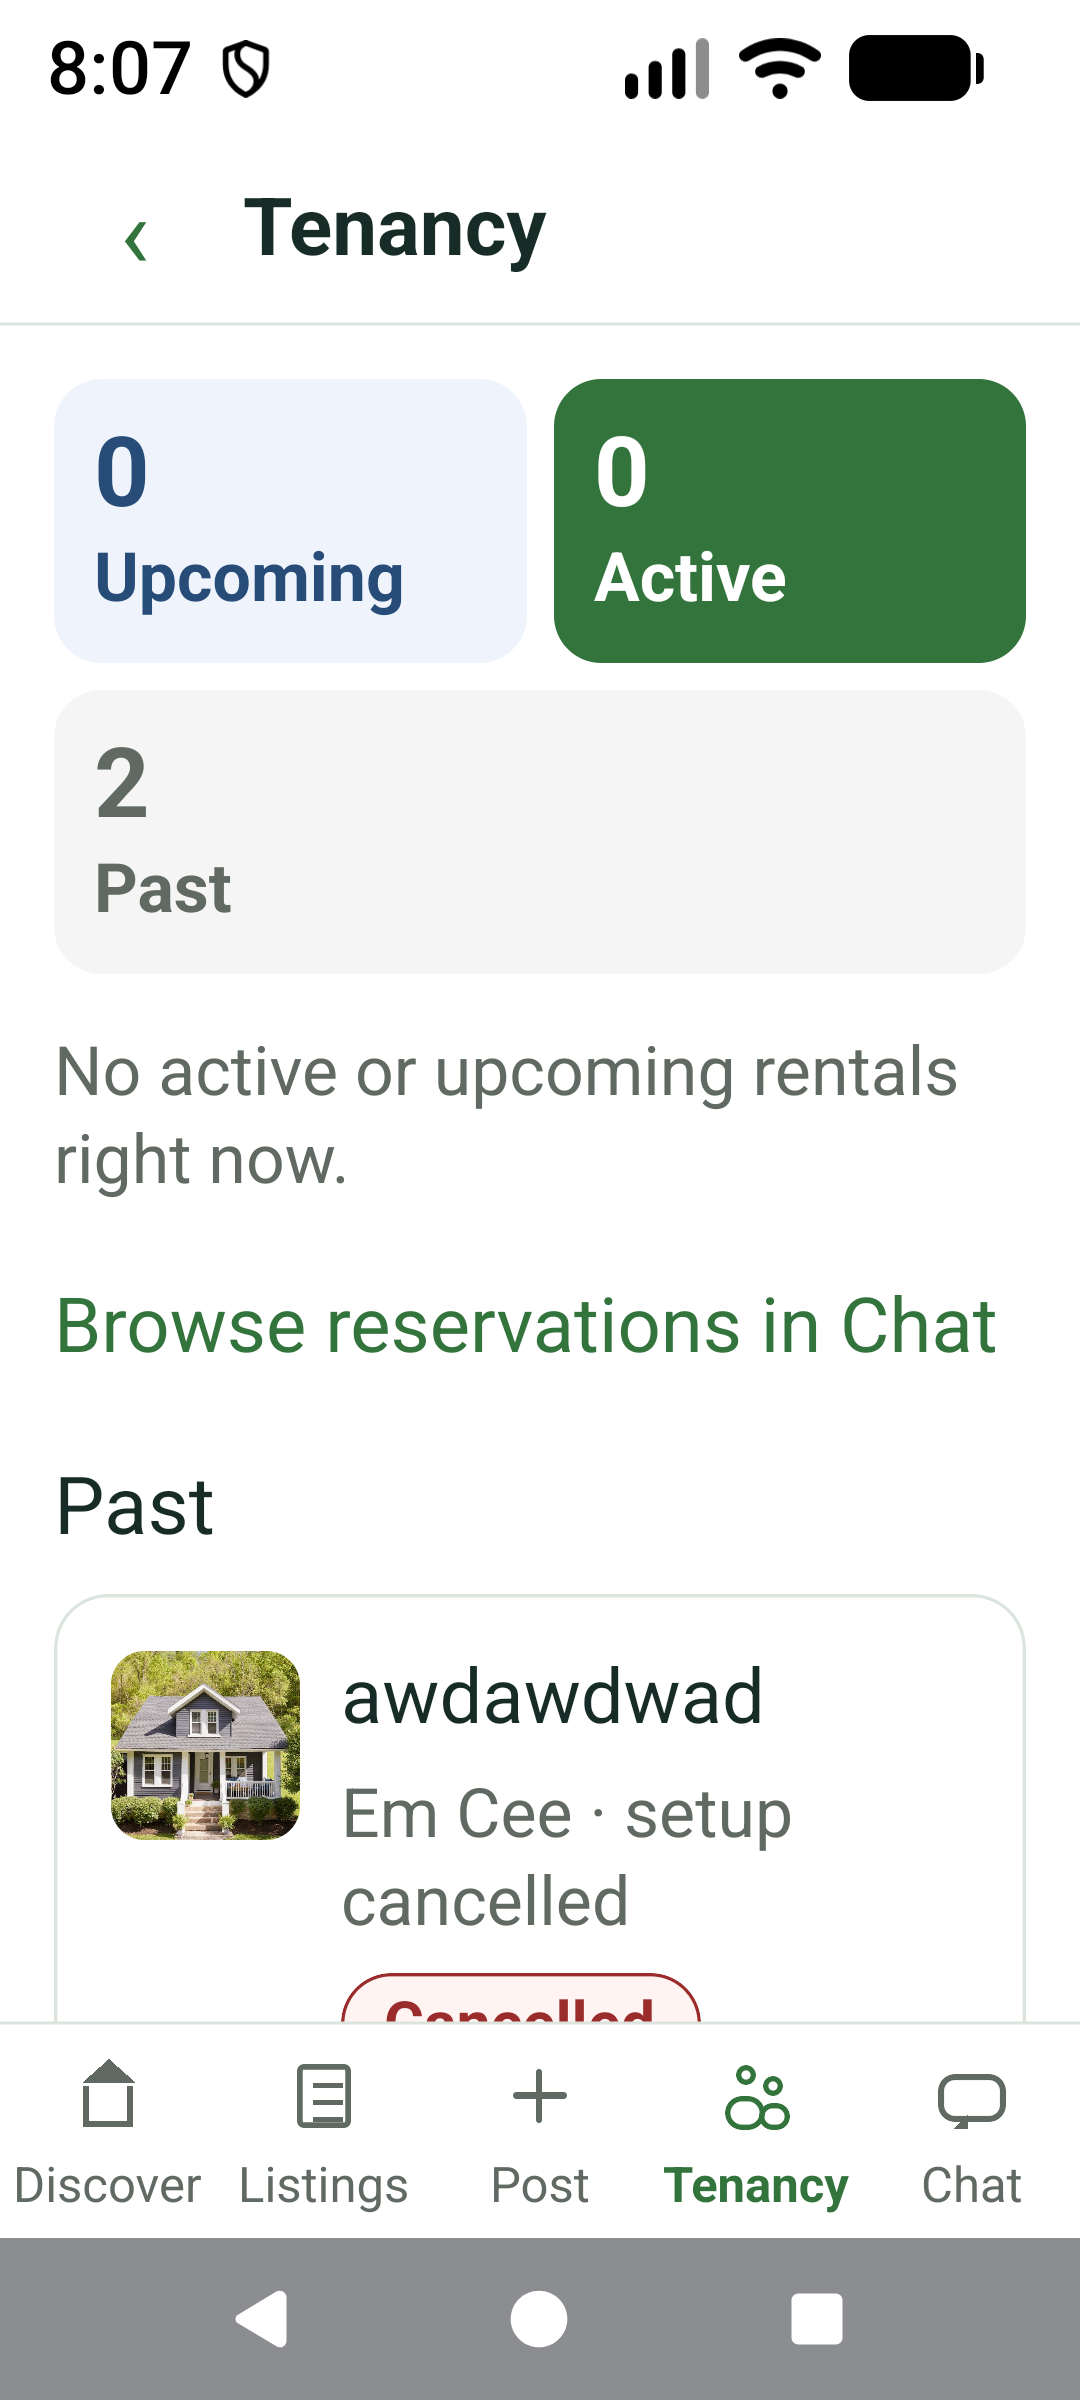 8:07
‹ Tenancy
0
Upcoming
0
Active
2
Past
No active or upcoming rentals
right now.
Browse reservations in Chat
Past
awdawdwad
Em Cee · setup
cancelled
Cancelled
Discover
Listings
Post
Tenancy
Chat